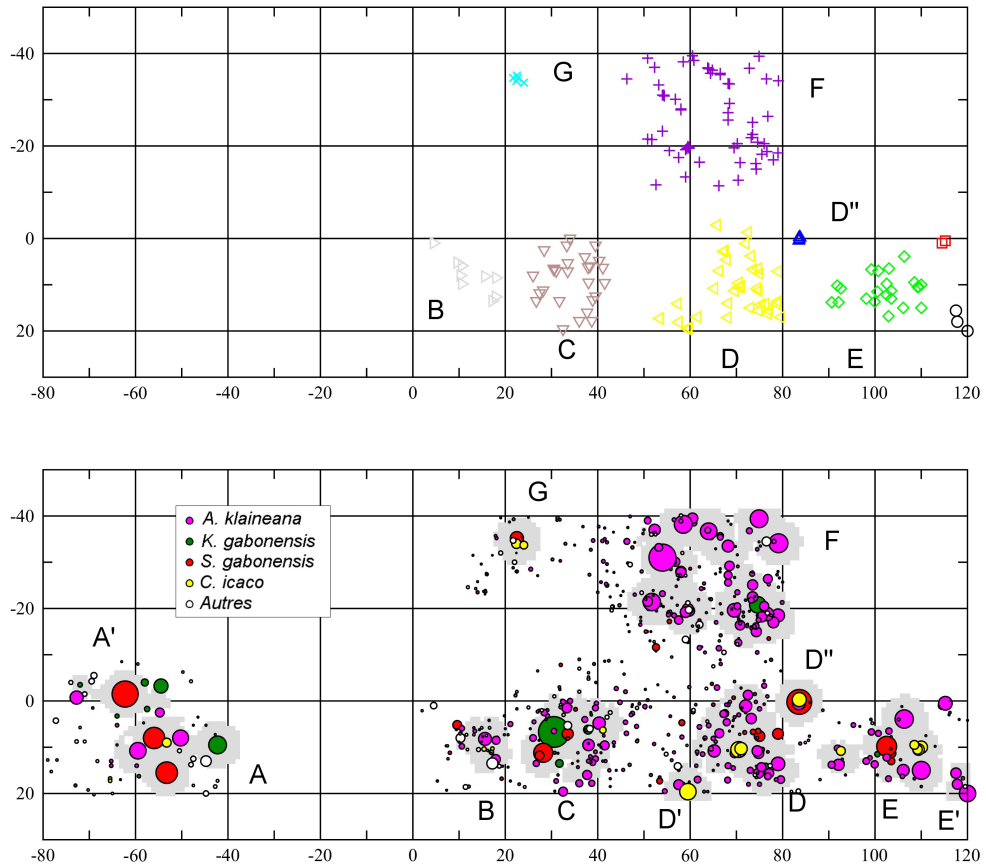 -40
G
F
-20
D"
0
B
C
D
E
20
-80 -60 -40 -20 0 20 40 60 80 100 120
G
-40
A. klaineana
K. gabonensis
S. gabonensis
C. icaco
Autres
F
-20
A'
D"
0
A
20
B C D' D E E'
-80 -60 -40 -20 0 20 40 60 80 100 120